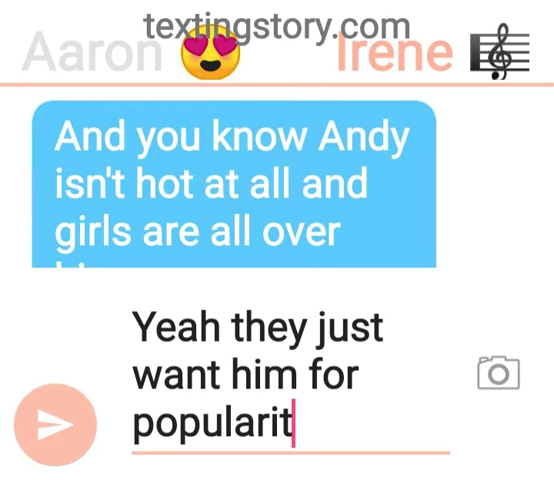 textingstory.com
Aaron 😍 Irene 🎼
And you know Andy
isn't hot at all and
girls are all over
Yeah they just
want him for
popularit